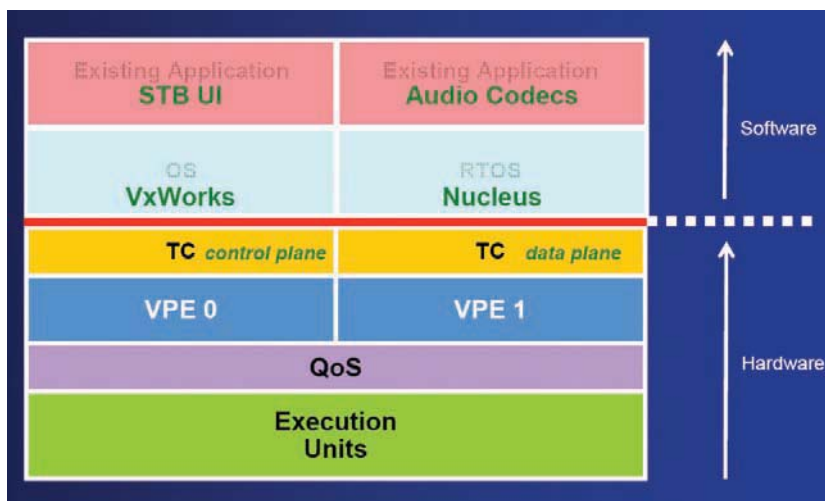 Existing Application
STB UI
Existing Application
Audio Codecs
Software
OS
VxWorks
RTOS
Nucleus
TC control plane
TC data plane
VPE 0
VPE 1
Hardware
QoS
Execution
Units